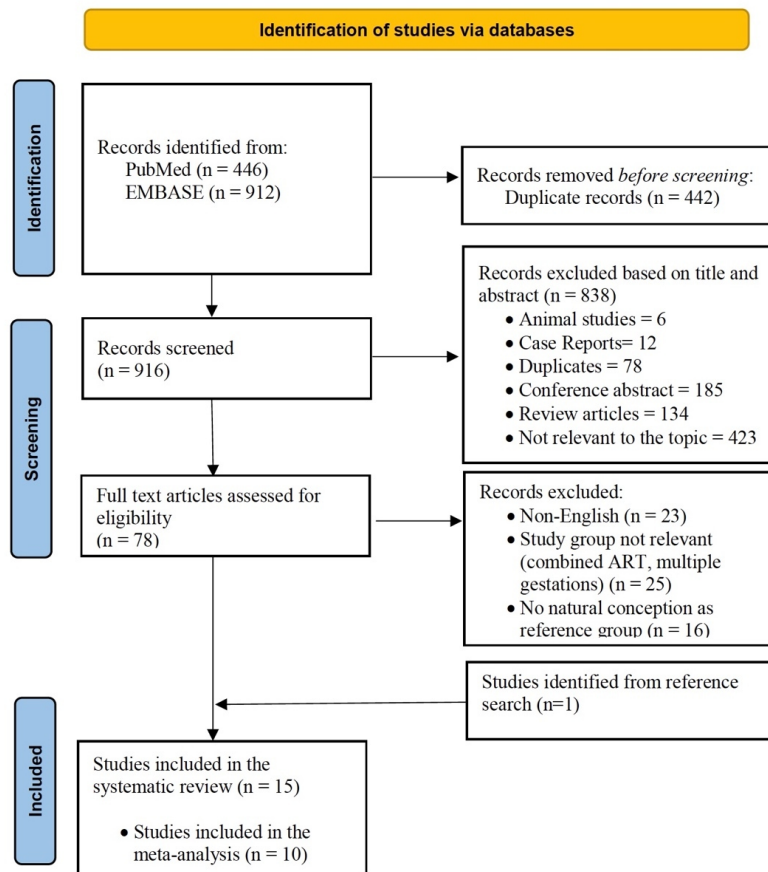 Identification of studies via databases
Identification
Records identified from:
PubMed (n = 446)
EMBASE (n = 912)
Records removed before screening:
Duplicate records (n = 442)
Screening
Records screened
(n = 916)
Records excluded based on title and
abstract (n = 838)
• Animal studies = 6
• Case Reports= 12
• Duplicates = 78
• Conference abstract = 185
• Review articles = 134
• Not relevant to the topic = 423
Full text articles assessed for
eligibility
(n = 78)
Records excluded:
• Non-English (n = 23)
• Study group not relevant
(combined ART, multiple
gestations) (n = 25)
• No natural conception as
reference group (n = 16)
Studies identified from reference
search (n=1)
Included
Studies included in the
systematic review (n = 15)
• Studies included in the
meta-analysis (n = 10)